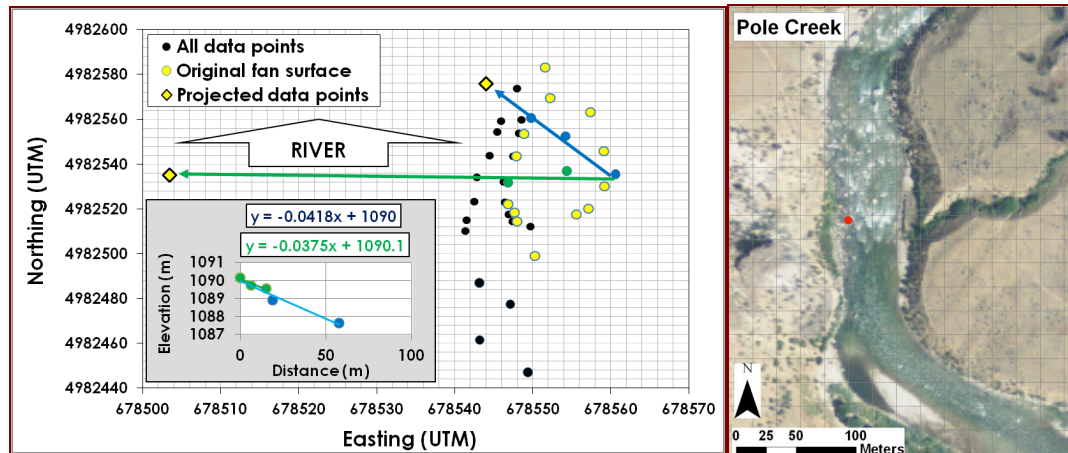 4982600
4982580
4982560
4982540
4982520
4982500
4982480
4982460
4982440
Northing (UTM)
All data points
Original fan surface
Projected data points
RIVER
y = -0.0418x + 1090
y = -0.0375x + 1090.1
1091
1090
1089
1088
1087
Elevation (m)
0 50 100
Distance (m)
678500 678510 678520 678530 678540 678550 678560 678570
Easting (UTM)
Pole Creek
N
0 25 50 100
Meters